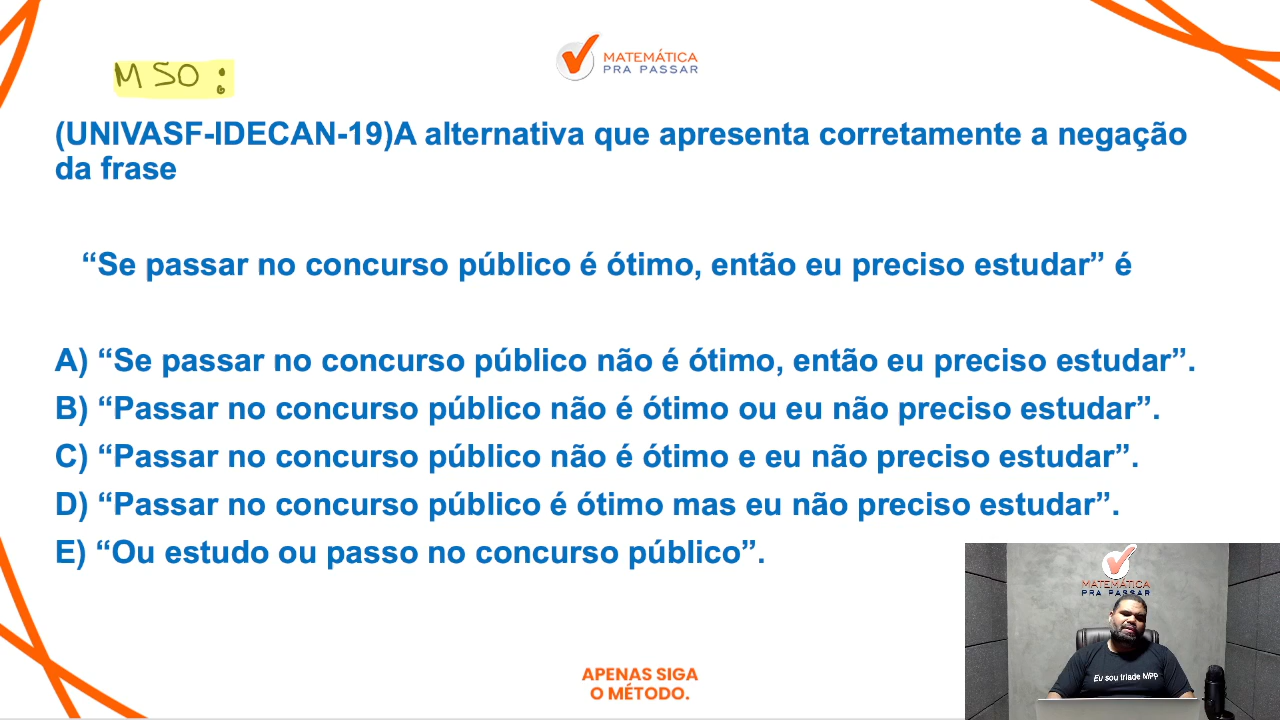 MATEMÁTICA
PRA PASSAR
MSO:
(UNIVASF-IDECAN-19)A alternativa que apresenta corretamente a negação
da frase
“Se passar no concurso público é ótimo, então eu preciso estudar” é
A) “Se passar no concurso público não é ótimo, então eu preciso estudar”.
B) “Passar no concurso público não é ótimo ou eu não preciso estudar”.
C) “Passar no concurso público não é ótimo e eu não preciso estudar”.
D) “Passar no concurso público é ótimo mas eu não preciso estudar”.
E) “Ou estudo ou passo no concurso público”.
MATEMÁTICA
PRA PASSAR
Eu sou tríade MPP
APENAS SIGA
O MÉTODO.